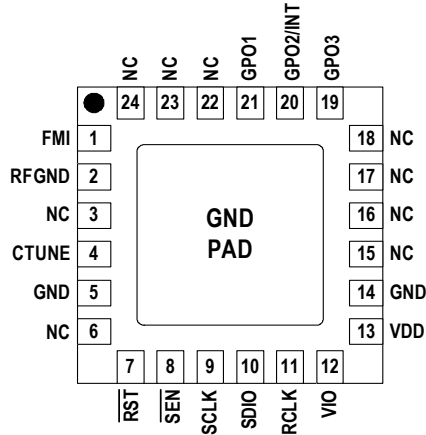 NC NC NC GPO1 GPO2/INT GPO3
24 23 22 21 20 19
FMI 1 18 NC
RFGND 2 17 NC
NC 3 16 NC
CTUNE 4 15 NC
GND 5 14 GND
NC 6 13 VDD
GND
PAD
7 8 9 10 11 12
RST SEN SCLK SDIO RCLK VIO